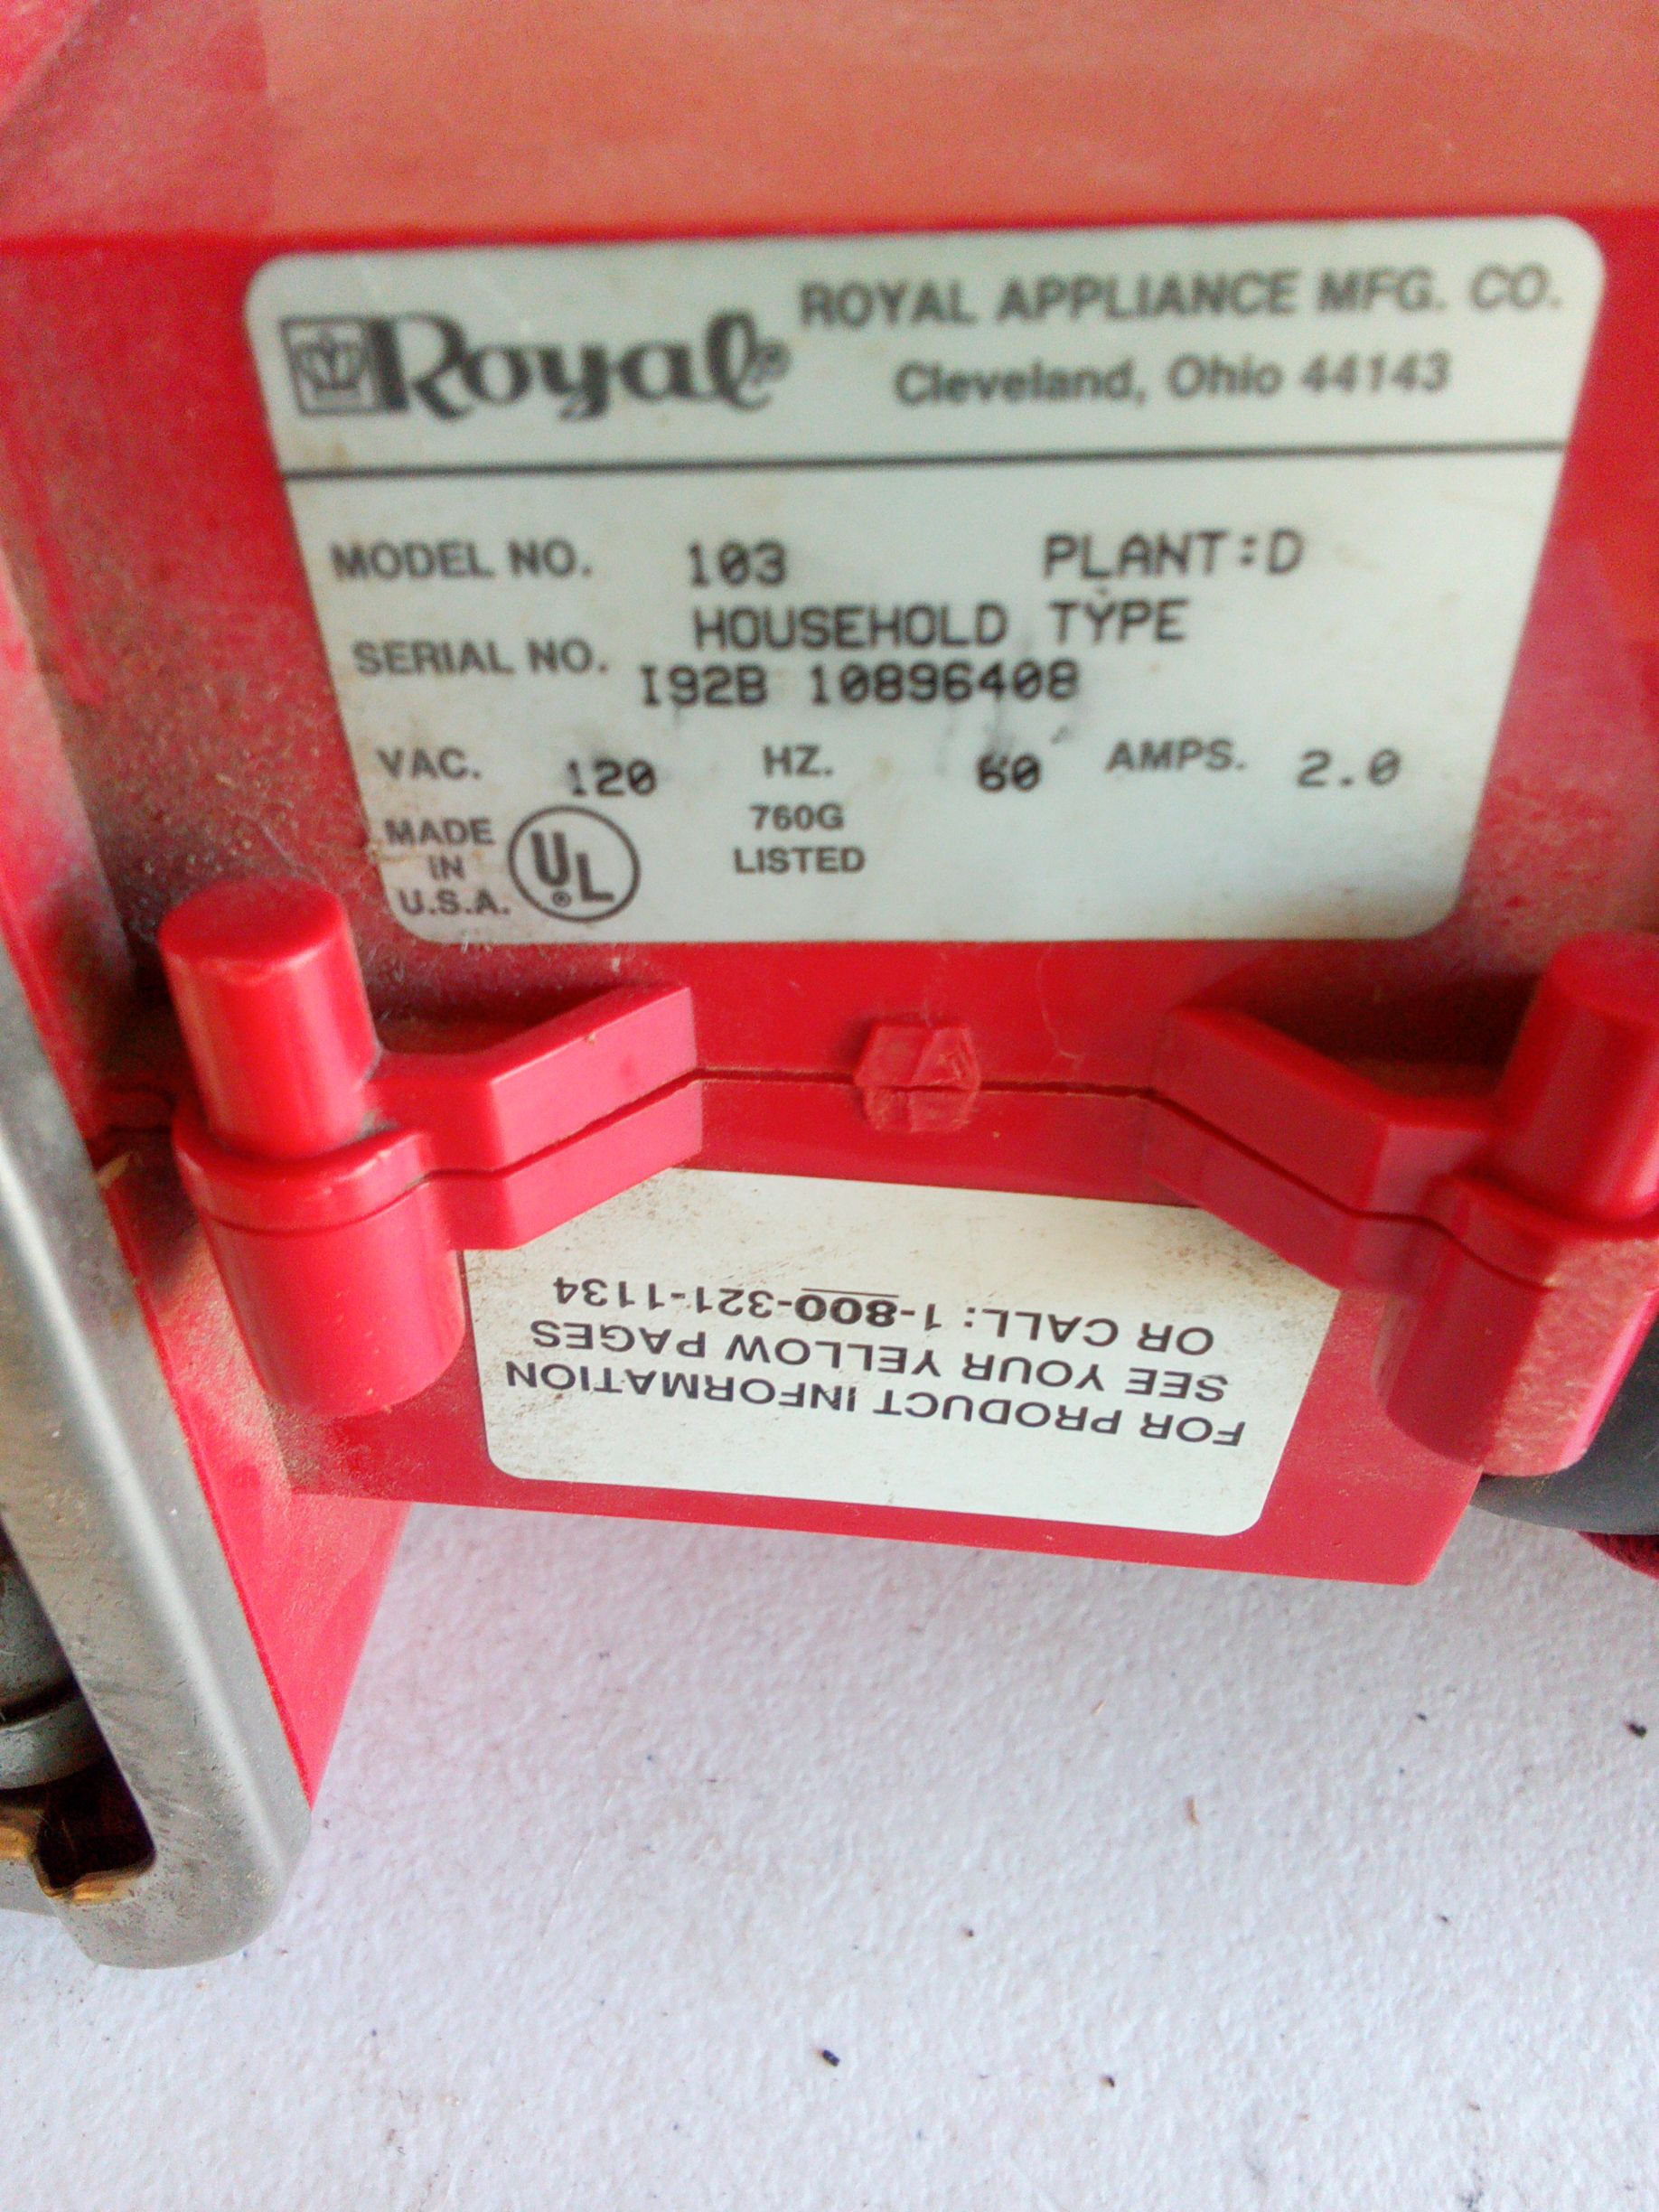 Royal® ROYAL APPLIANCE MFG. CO.
Cleveland, Ohio 44143
MODEL NO. 103 PLANT:D
HOUSEHOLD TYPE
SERIAL NO. I92B 10896408
VAC. 120 HZ. 60 AMPS. 2.0
MADE IN U.S.A.
UL®
760G
LISTED
FOR PRODUCT INFORMATION
SEE YOUR YELLOW PAGES
OR CALL: 1-800-321-1134